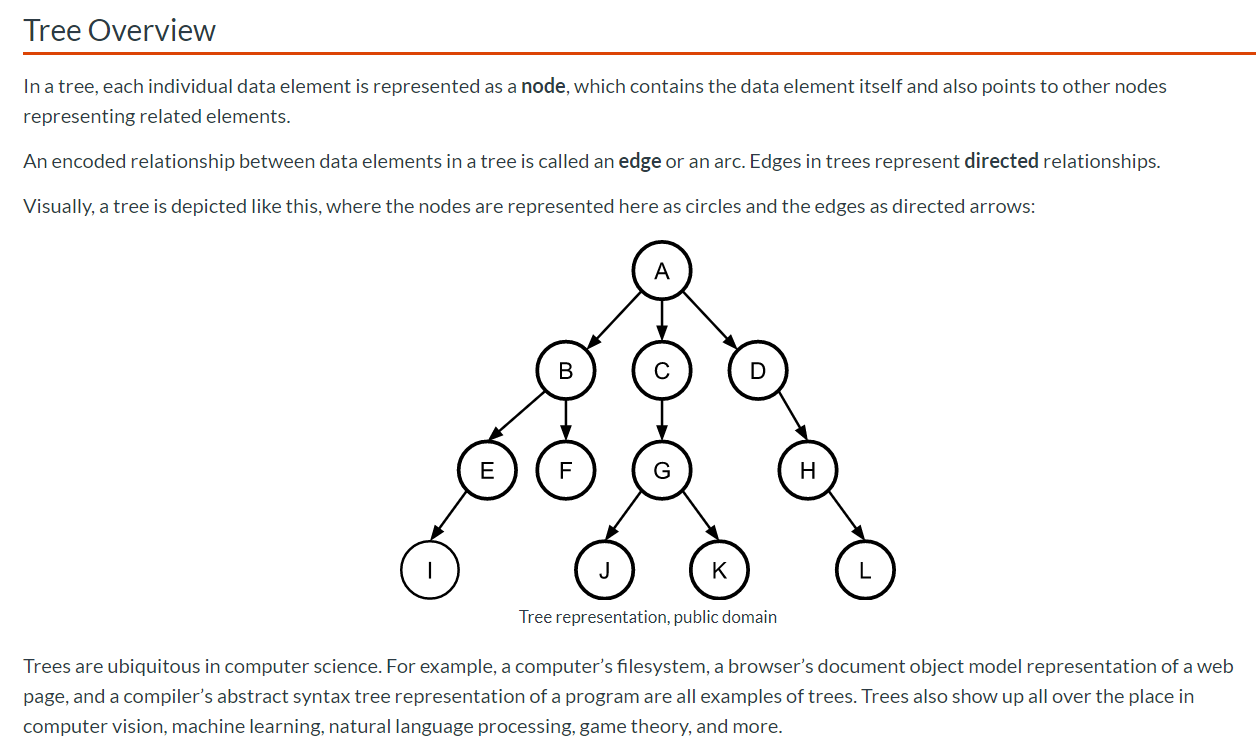 Tree Overview
In a tree, each individual data element is represented as a node, which contains the data element itself and also points to other nodes
representing related elements.
An encoded relationship between data elements in a tree is called an edge or an arc. Edges in trees represent directed relationships.
Visually, a tree is depicted like this, where the nodes are represented here as circles and the edges as directed arrows:
A
B C D
E F G H
I J K L
Tree representation, public domain
Trees are ubiquitous in computer science. For example, a computer’s filesystem, a browser’s document object model representation of a web
page, and a compiler’s abstract syntax tree representation of a program are all examples of trees. Trees also show up all over the place in
computer vision, machine learning, natural language processing, game theory, and more.